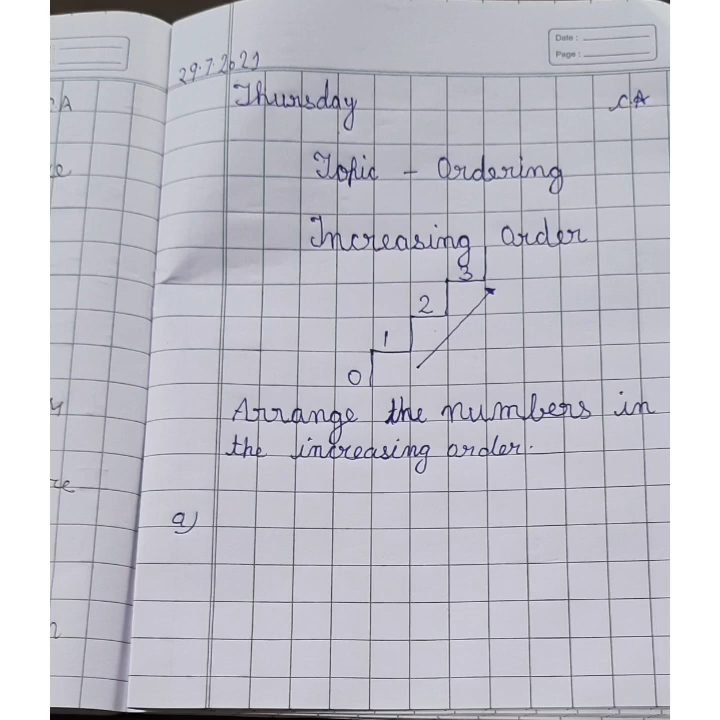 Date :
Page :
29.7.2021
Thursday
CA
Topic - Ordering
Increasing order
3
2
1
0
Arrange the numbers in
the increasing order.
a)